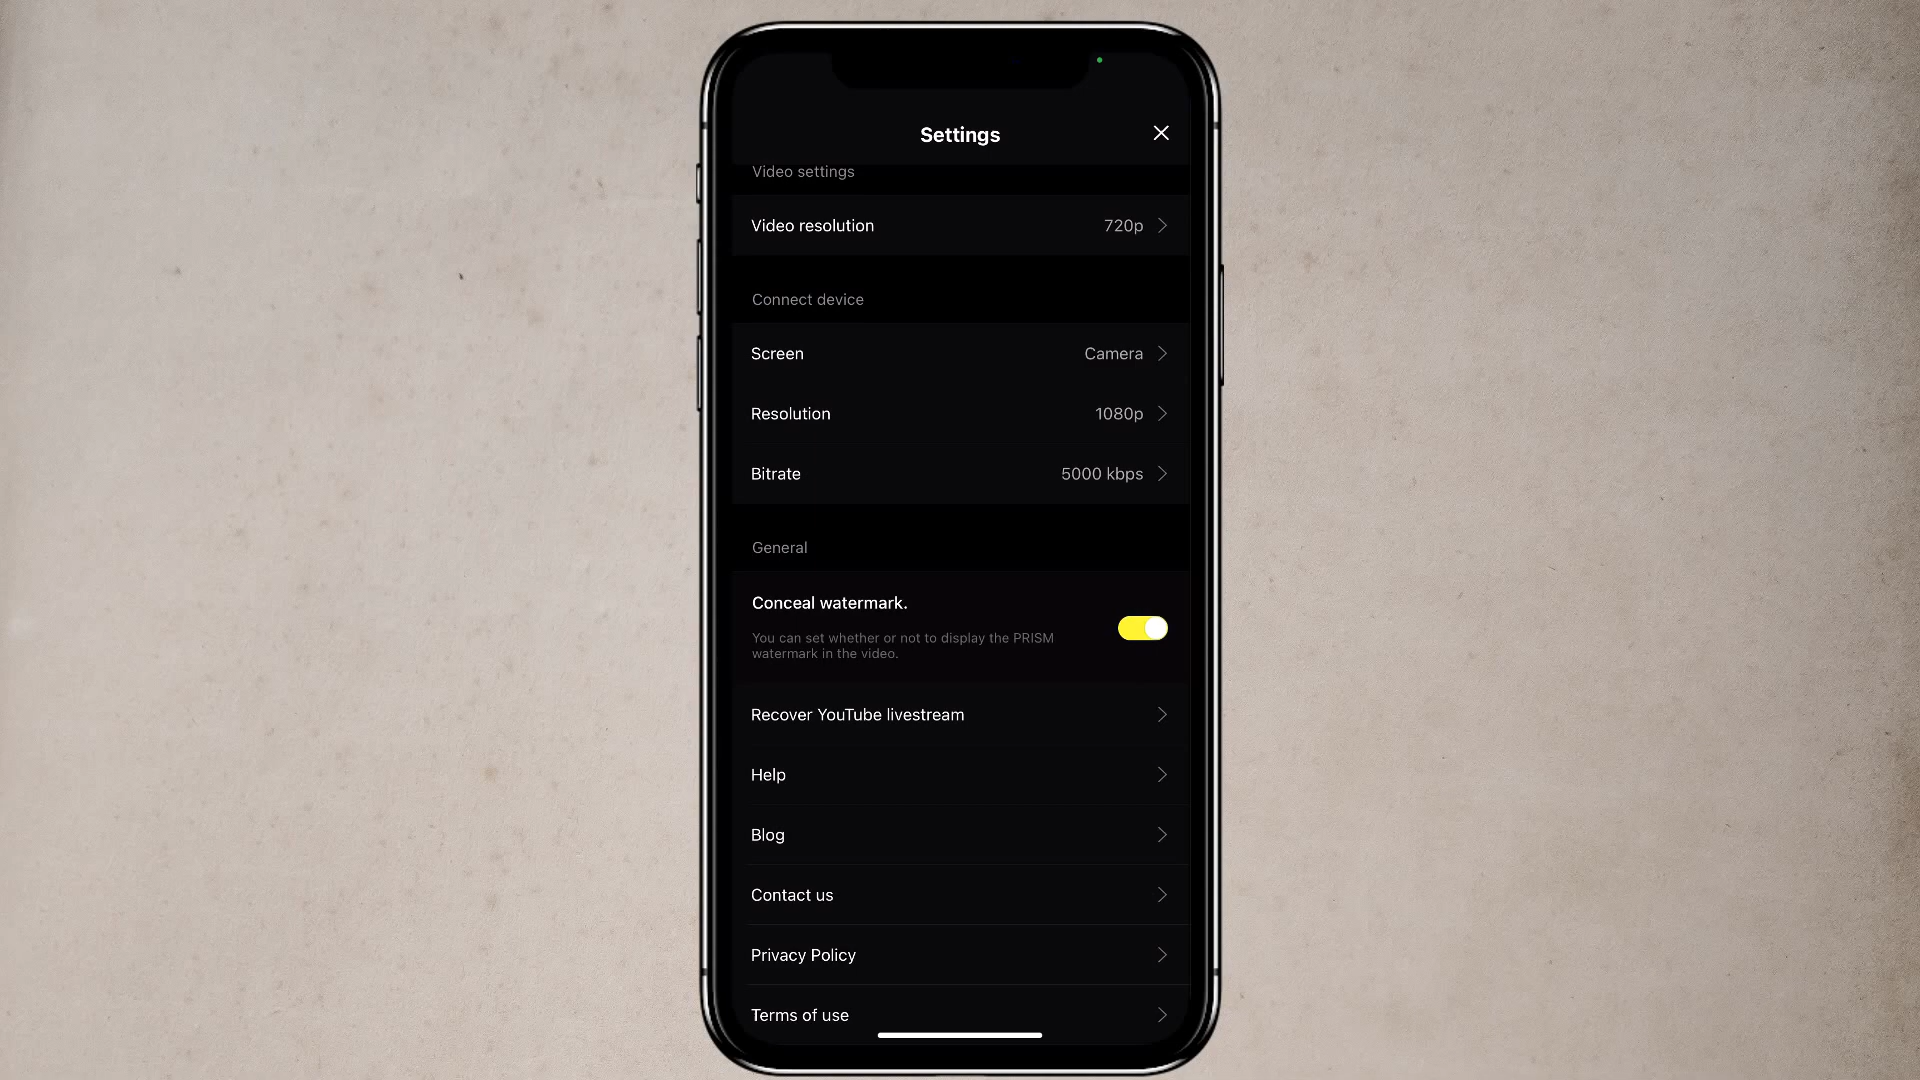 Settings
Video settings
Video resolution 720p
Connect device
Screen Camera
Resolution 1080p
Bitrate 5000 kbps
General
Conceal watermark.
You can set whether or not to display the PRISM
watermark in the video.
Recover YouTube livestream
Help
Blog
Contact us
Privacy Policy
Terms of use